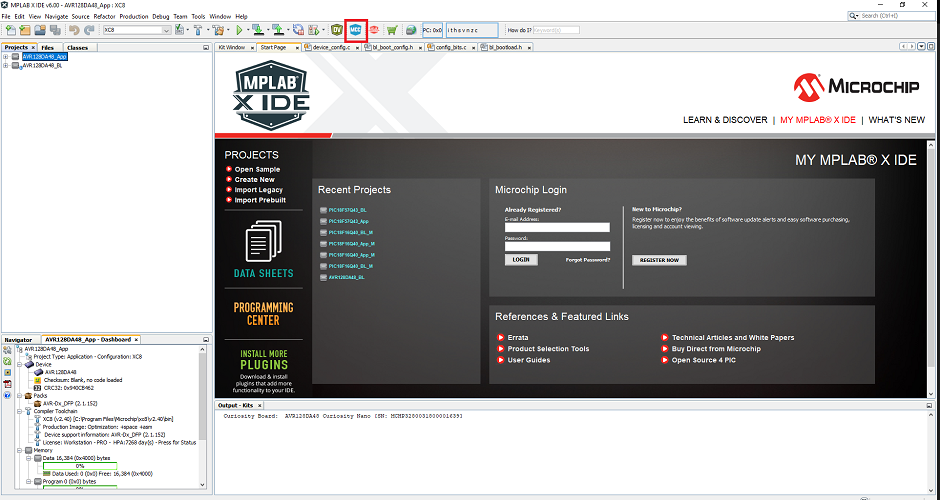 MPLAB X IDE v6.00 - AVR128DA48_App : XC8
File Edit View Navigate Source Refactor Production Debug Team Tools Window Help
Search (Ctrl+I)
XC8
MCC
PC: 0x0
i t h s v n z c
How do I?
Keyword(s)
Projects
Files
Classes
AVR128DA48_App
AVR128DA48_BL
Kit Window
Start Page
device_config.c
bl_boot_config.h
config_bits.c
bl_bootload.h
MPLAB
X IDE
MICROCHIP
LEARN & DISCOVER | MY MPLAB® X IDE | WHAT'S NEW
MY MPLAB® X IDE
PROJECTS
Open Sample
Create New
Import Legacy
Import Prebuilt
DATA SHEETS
PROGRAMMING
CENTER
INSTALL MORE
PLUGINS
Download & install
plugins that add more
functionality to your IDE.
Recent Projects
PIC18F57Q43_BL
PIC18F57Q43_App
PIC18F16Q40_BL_M
PIC18F16Q40_App_M
PIC18F16Q40_App_M
PIC18F16Q40_BL_M
AVR128DA48_BL
Microchip Login
Already Registered?
E-mail Address:
Password:
LOGIN
Forgot Password?
New to Microchip?
Register now to enjoy the benefits of software update alerts and easy software purchasing,
licensing and account viewing.
REGISTER NOW
References & Featured Links
Errata
Product Selection Tools
User Guides
Technical Articles and White Papers
Buy Direct from Microchip
Open Source 4 PIC
Navigator
AVR128DA48_App - Dashboard
AVR128DA48_App
Project Type: Application - Configuration: XC8
Device
AVR128DA48
Checksum: Blank, no code loaded
CRC32: 0x940CB462
Packs
AVR-Dx_DFP (2.1.152)
Compiler Toolchain
XC8 (v2.40) [C:\Program Files\Microchip\xc8\v2.40\bin]
Production Image: Optimization: +space +asm
Device support information: AVR-Dx_DFP (2.1.152)
License: Workstation - PRO - HPA:7268 day(s) - Press for Status
Memory
Data 16,384 (0x4000) bytes
0%
Data Used: 0 (0x0) Free: 16,384 (0x4000)
Program 0 (0x0) bytes
Output - Kits
Curiosity Board: AVR128DA48 Curiosity Nano (SN: MCHP3280031800001639)